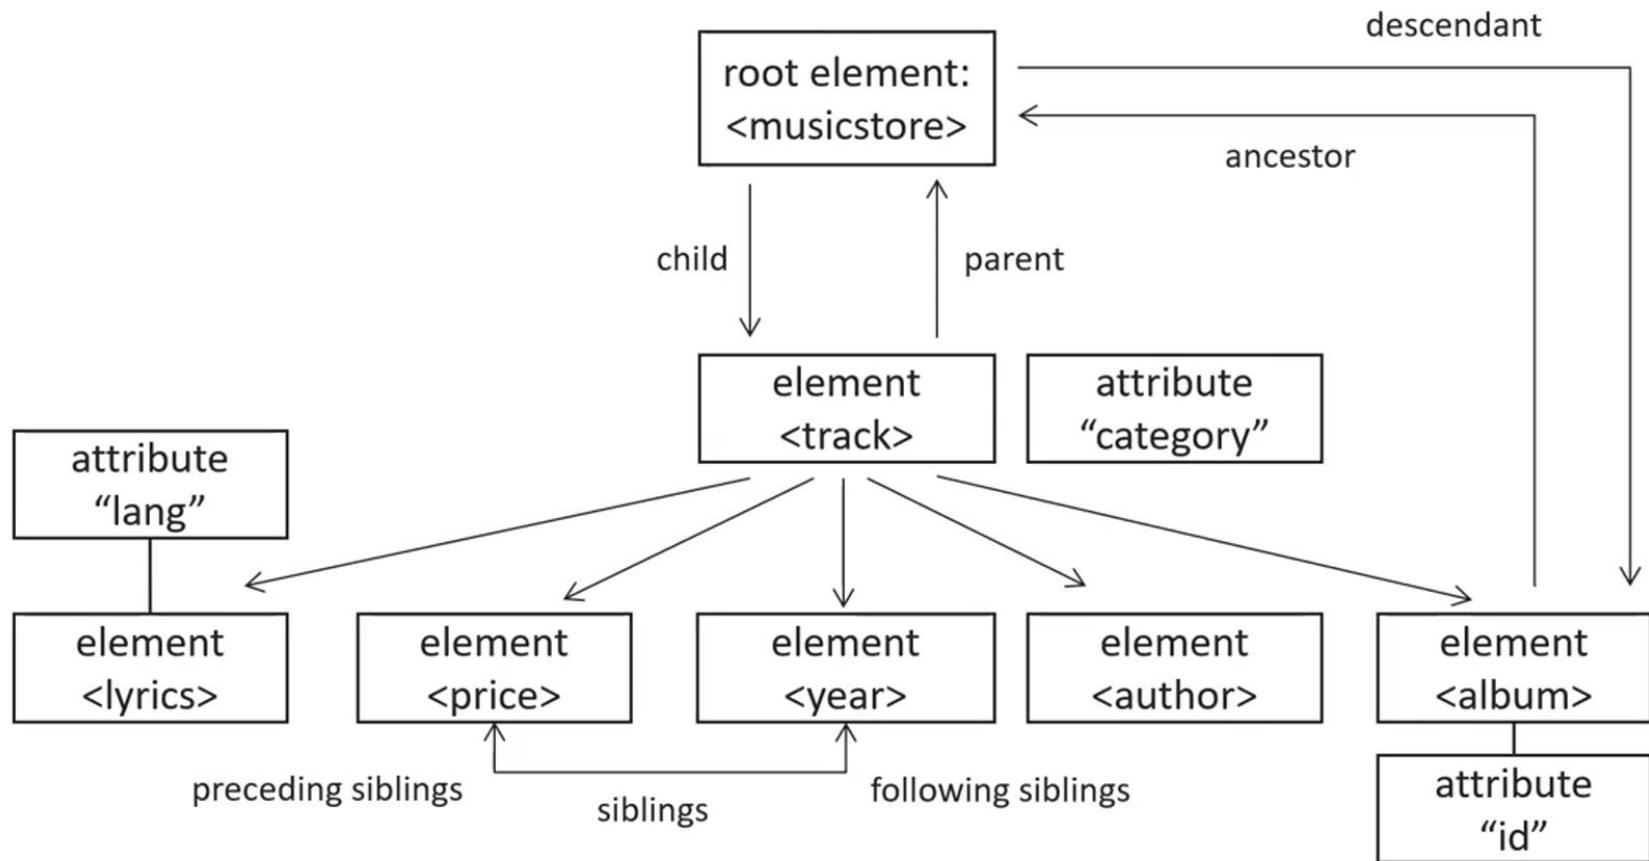 descendant
root element:
<musicstore>
ancestor
child
parent
element
<track>
attribute
“category”
attribute
“lang”
element
<lyrics>
element
<price>
element
<year>
element
<author>
element
<album>
preceding siblings
siblings
following siblings
attribute
“id”